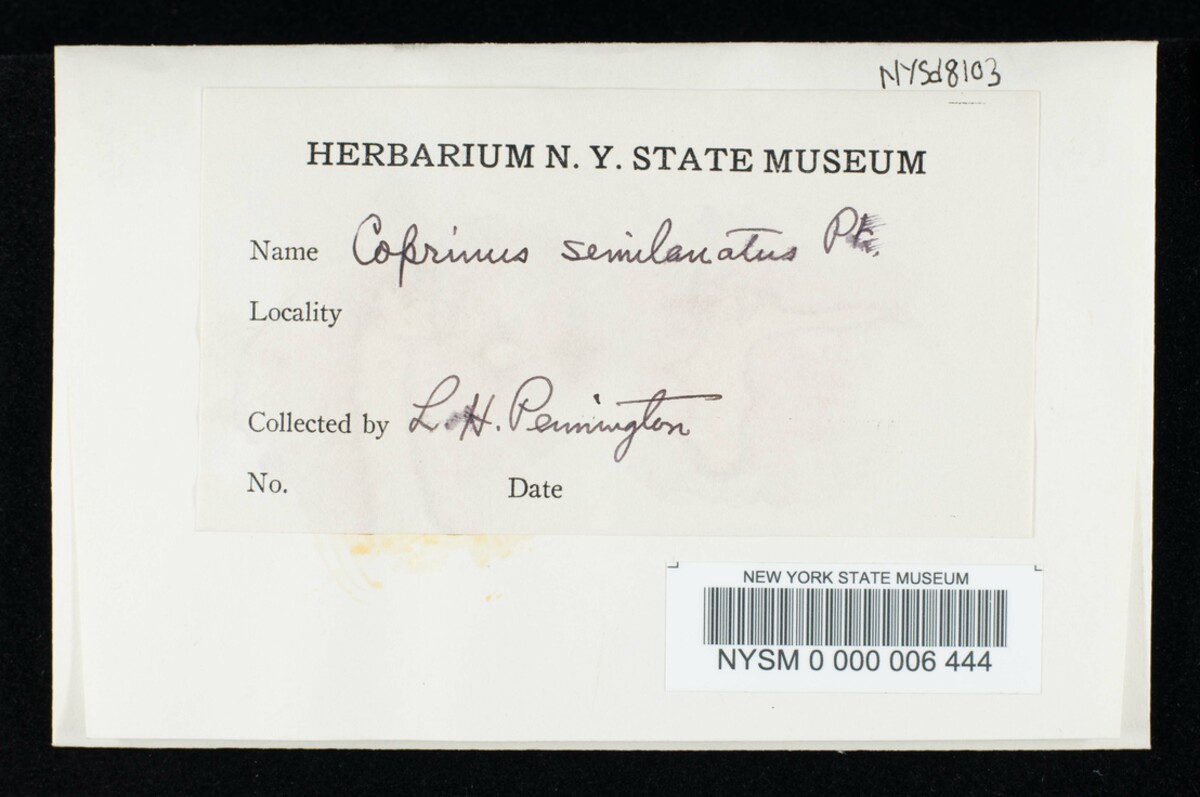 NYSd8103
HERBARIUM N. Y. STATE MUSEUM
Name Coprinus semilanatus Pk.
Locality
Collected by L. H. Pennington
No. Date
NEW YORK STATE MUSEUM
NYSM 0 000 006 444